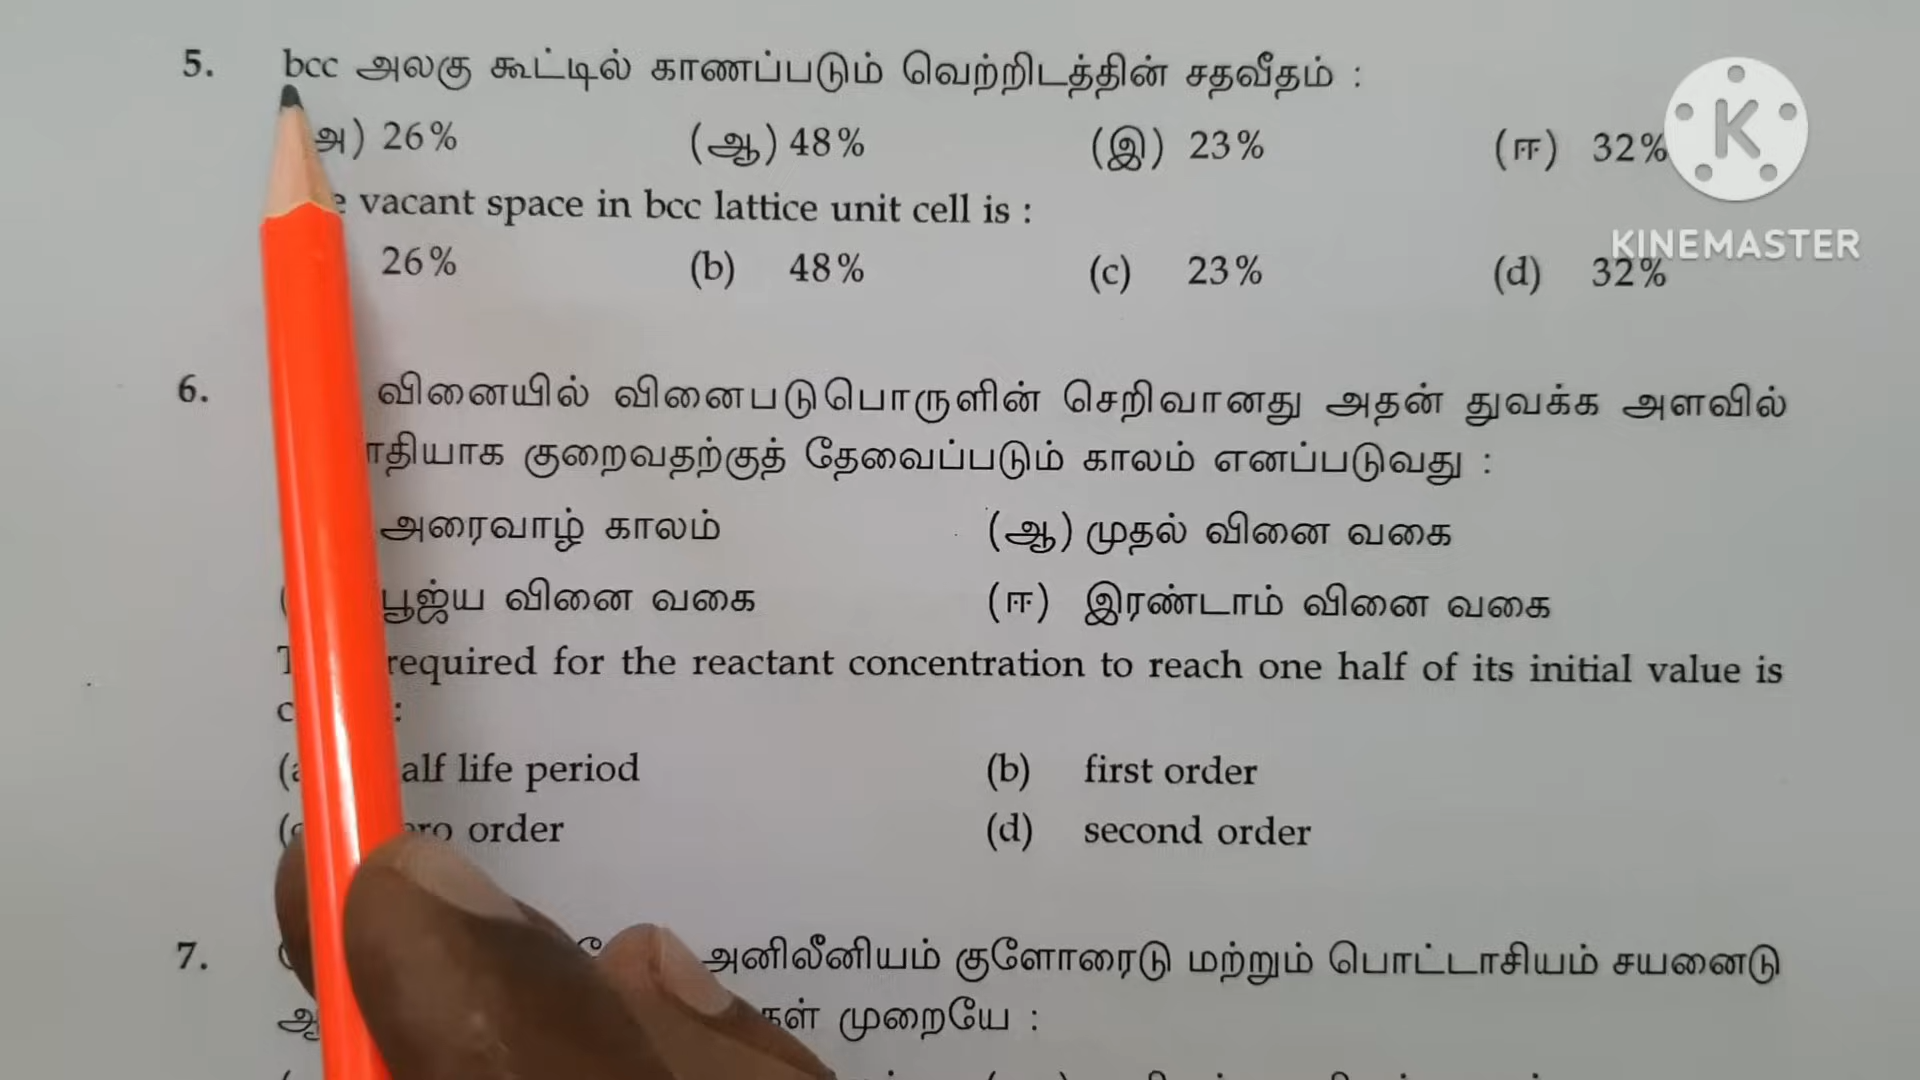 5. bcc அலகு கூட்டில் காணப்படும் வெற்றிடத்தின் சதவீதம் :
அ) 26% (ஆ) 48% (இ) 23% (ஈ) 32%
vacant space in bcc lattice unit cell is :
26% (b) 48% (c) 23% (d) 32%
K
KINEMASTER
6. வினையில் வினைபடுபொருளின் செறிவானது அதன் துவக்க அளவில்
குறைவதற்குத் தேவைப்படும் காலம் எனப்படுவது :
அரைவாழ் காலம் (ஆ) முதல் வினை வகை
பூஜ்ய வினை வகை (ஈ) இரண்டாம் வினை வகை
required for the reactant concentration to reach one half of its initial value is
:
life period (b) first order
order (d) second order
7. அனிலீனியம் குளோரைடு மற்றும் பொட்டாசியம் சயனைடு
முறையே :